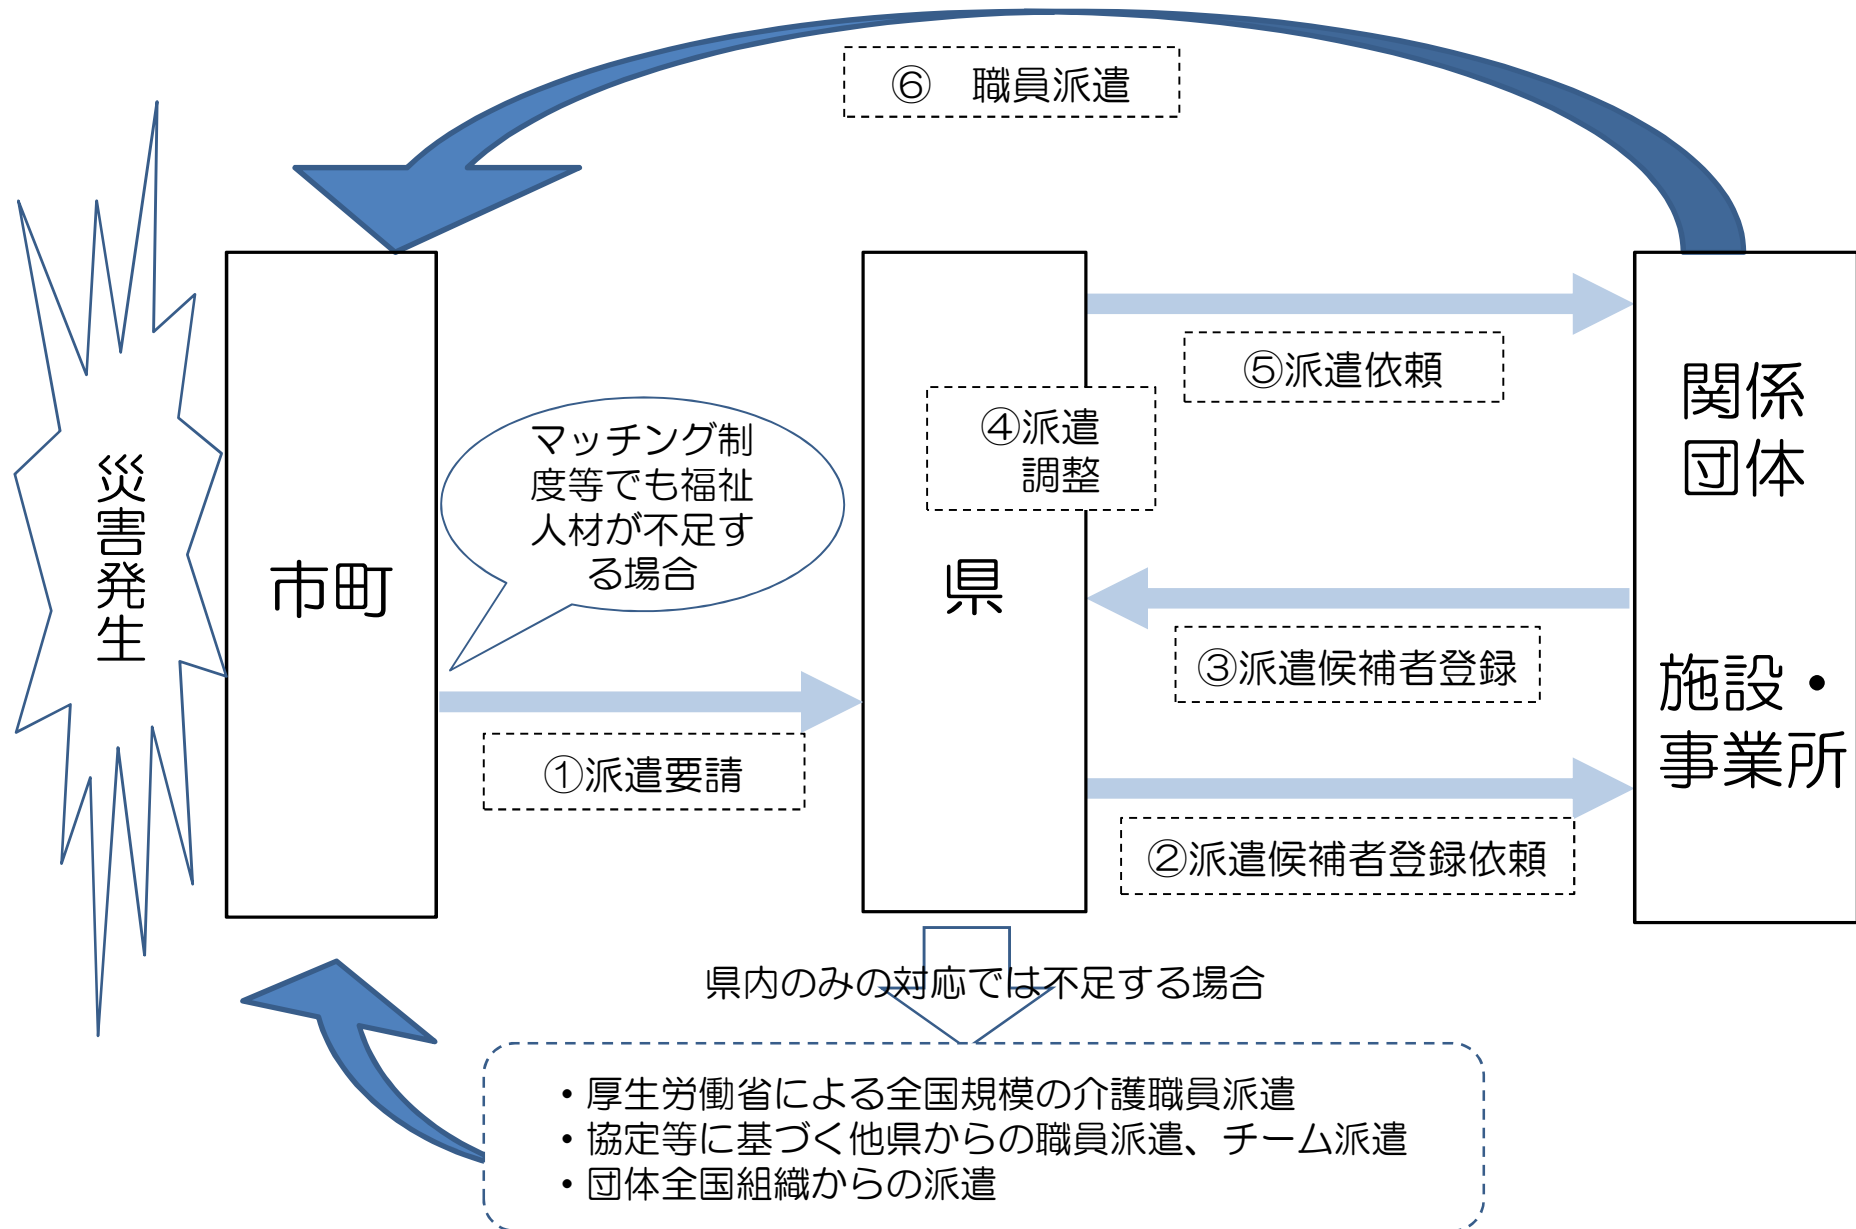 ⑥　職員派遣
災害発生
市町
マッチング制
度等でも福祉
人材が不足す
る場合
①派遣要請
県
④派遣
調整
⑤派遣依頼
③派遣候補者登録
②派遣候補者登録依頼
関係
団体
施設・
事業所
県内のみの対応では不足する場合
・厚生労働省による全国規模の介護職員派遣
・協定等に基づく他県からの職員派遣、チーム派遣
・団体全国組織からの派遣